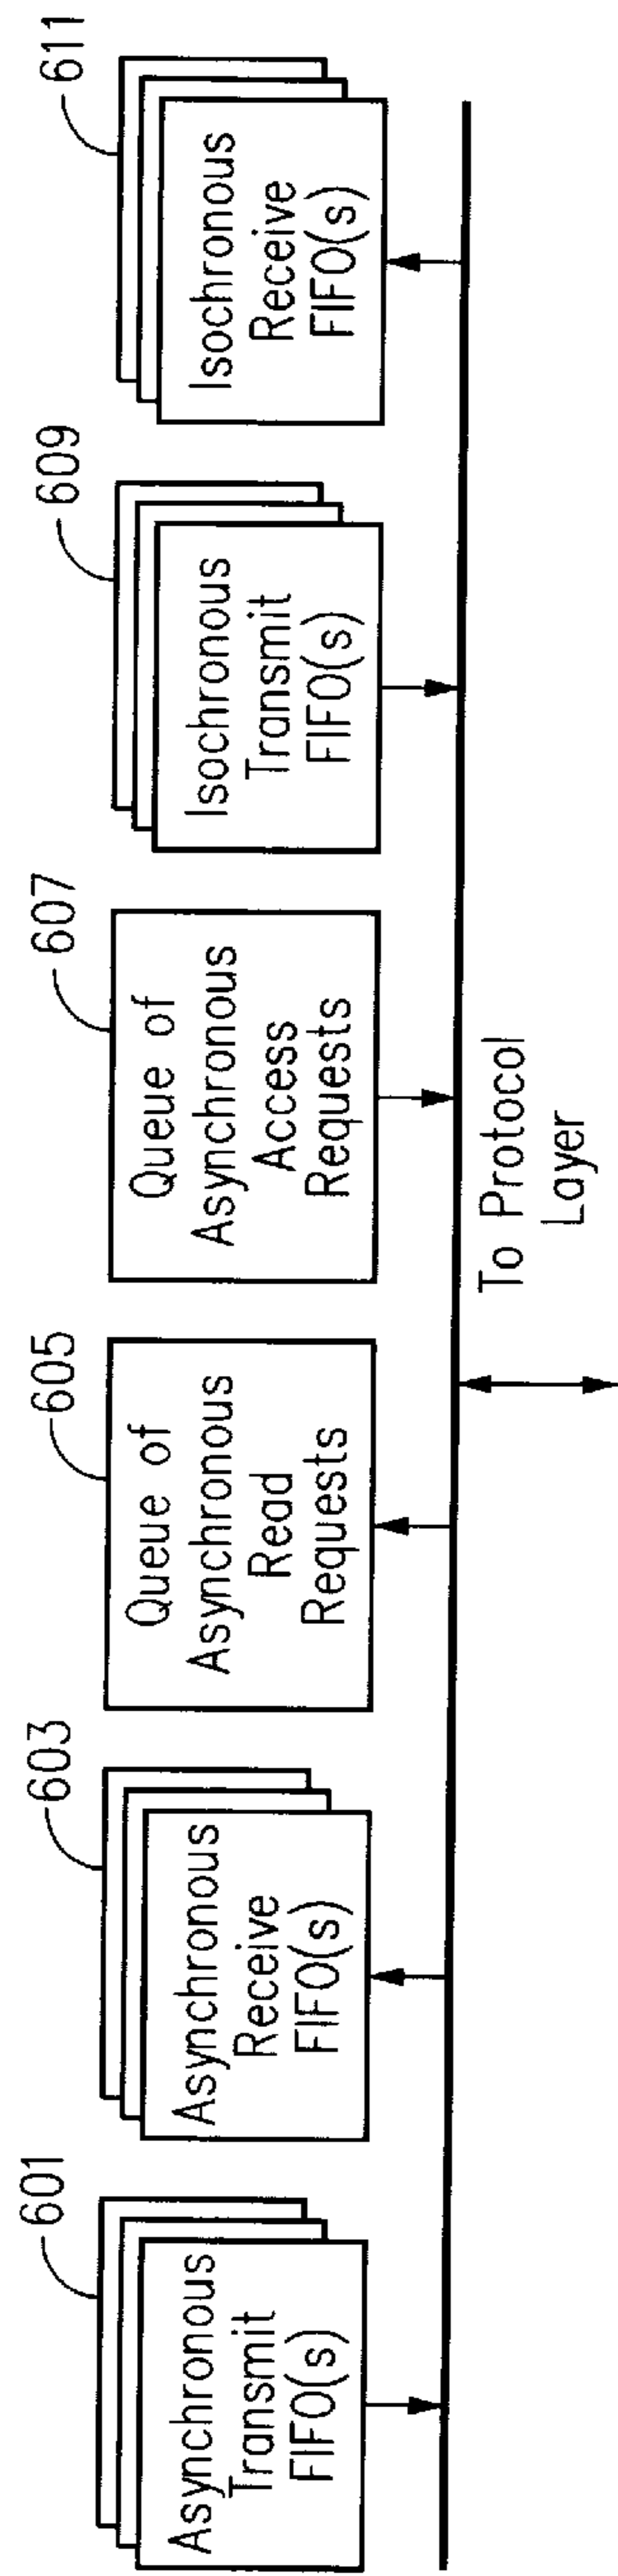 601
Asynchronous
Transmit
FIFO(s)
603
Asynchronous
Receive
FIFO(s)
605
Queue of
Asynchronous
Read
Requests
607
Queue of
Asynchronous
Access
Requests
609
Isochronous
Transmit
FIFO(s)
611
Isochronous
Receive
FIFO(s)
To Protocol
Layer